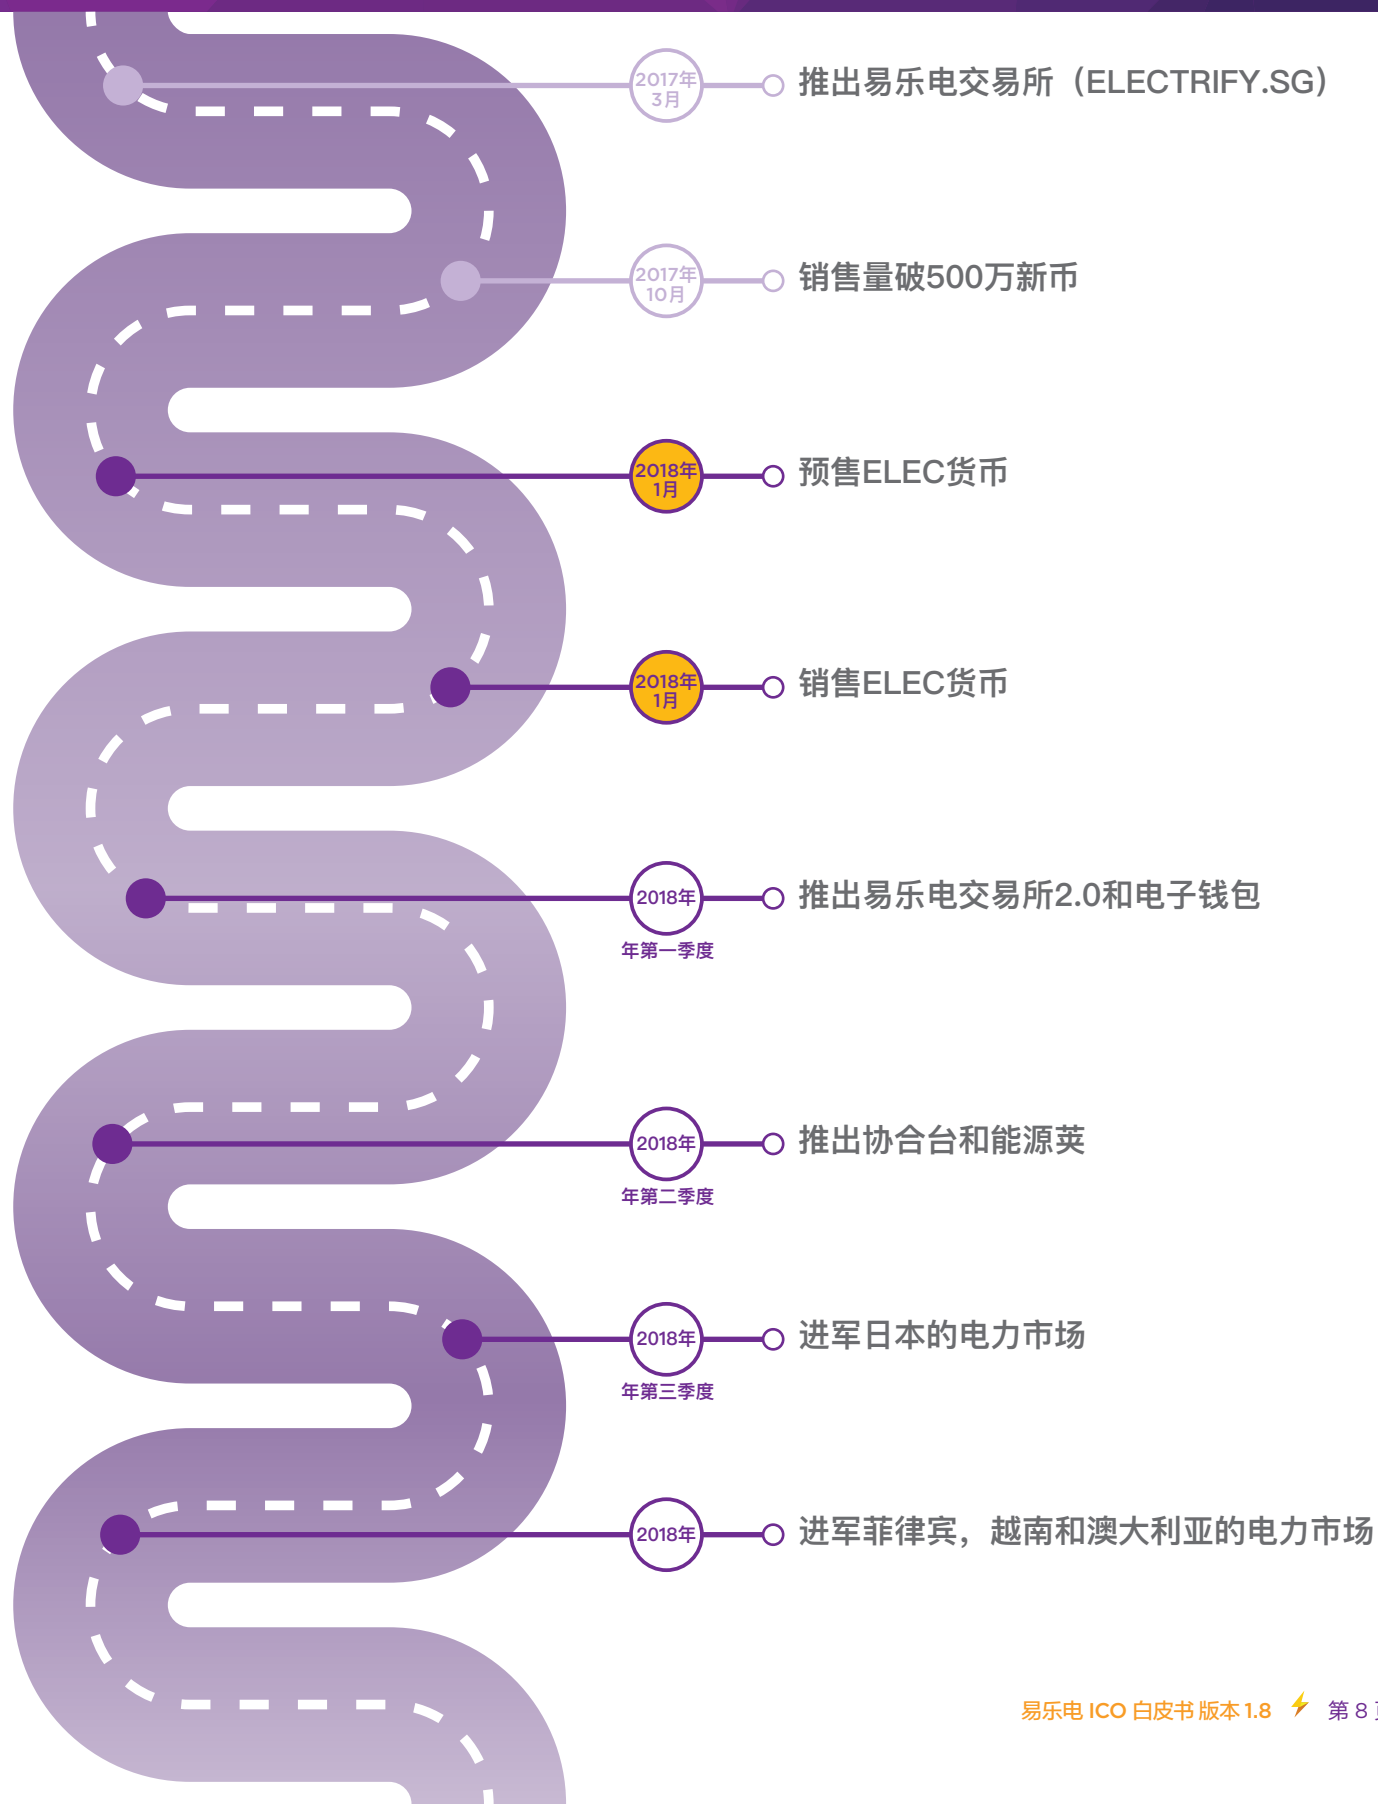 2017年
3月
推出易乐电交易所（ELECTRIFY.SG）
2017年
10月
销售量破500万新币
2018年
1月
预售ELEC货币
2018年
1月
销售ELEC货币
2018年
年第一季度
推出易乐电交易所2.0和电子钱包
2018年
年第二季度
推出协合台和能源荚
2018年
年第三季度
进军日本的电力市场
2018年
进军菲律宾，越南和澳大利亚的电力市场
易乐电 ICO 白皮书 版本 1.8 第 8